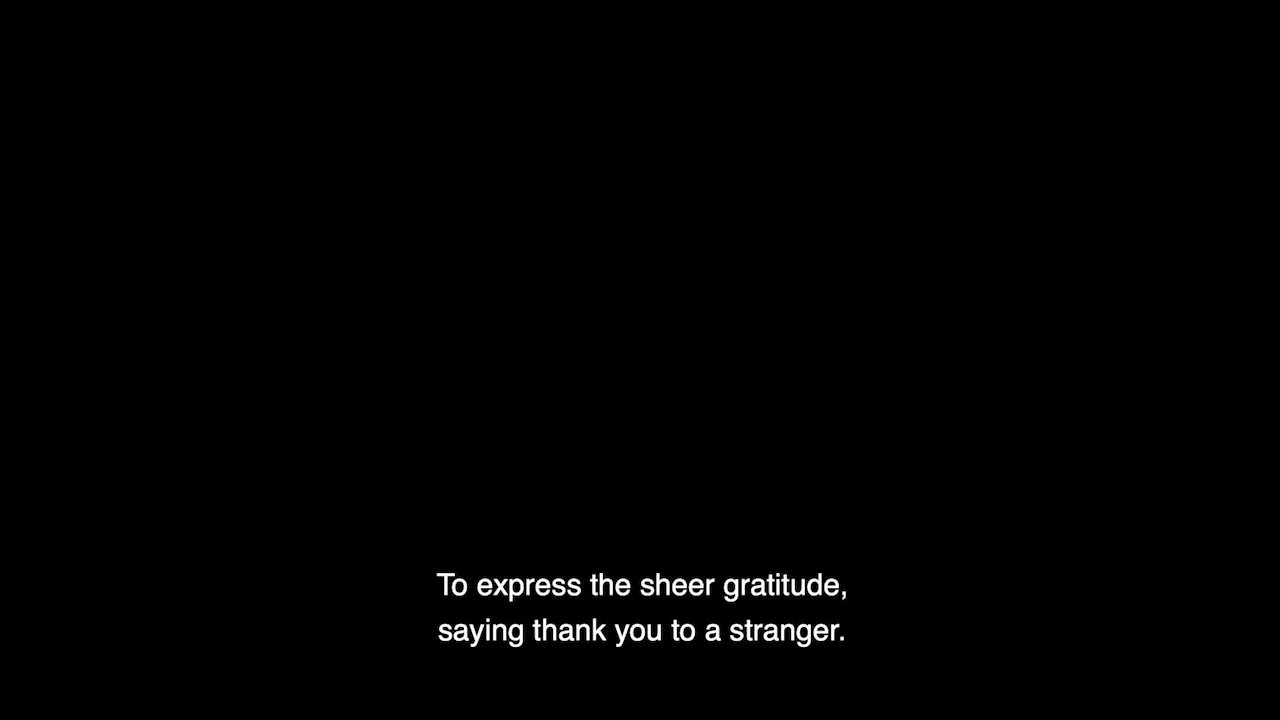 To express the sheer gratitude,
saying thank you to a stranger.